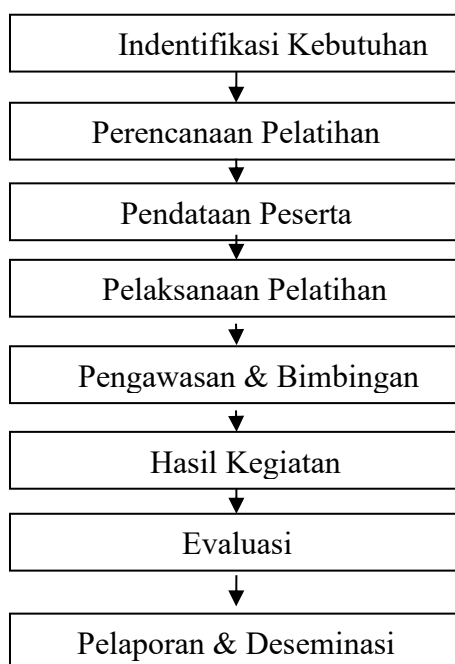 Indentifikasi Kebutuhan
Perencanaan Pelatihan
Pendataan Peserta
Pelaksanaan Pelatihan
Pengawasan & Bimbingan
Hasil Kegiatan
Evaluasi
Pelaporan & Deseminasi